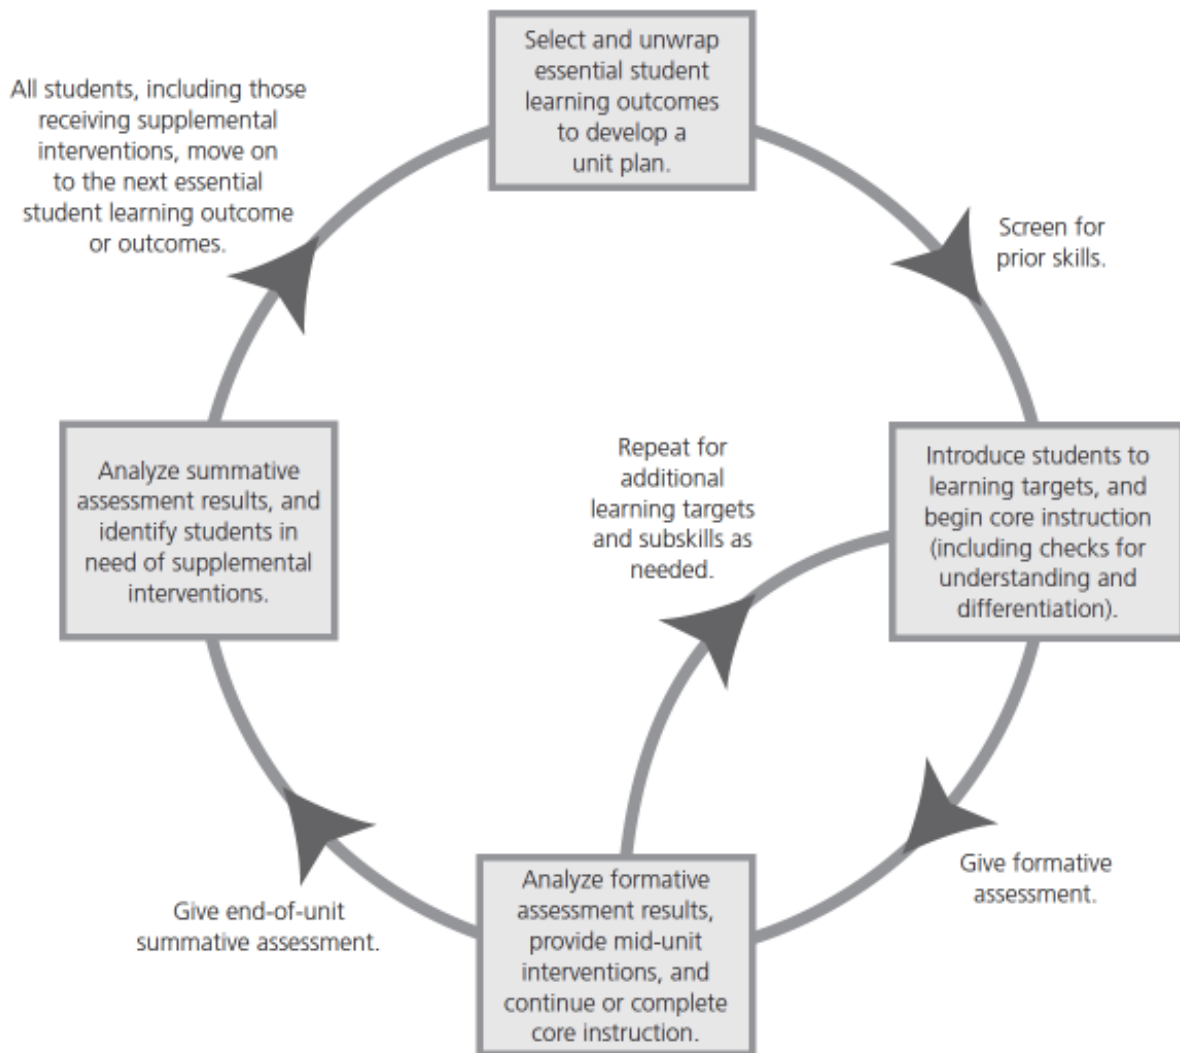 Select and unwrap
essential student
learning outcomes
to develop a
unit plan.
Screen for
prior skills.
Introduce students to
learning targets, and
begin core instruction
(including checks for
understanding and
differentiation).
Give formative
assessment.
Analyze formative
assessment results,
provide mid-unit
interventions, and
continue or complete
core instruction.
Repeat for
additional
learning targets
and subskills as
needed.
Give end-of-unit
summative assessment.
Analyze summative
assessment results, and
identify students in
need of supplemental
interventions.
All students, including those
receiving supplemental
interventions, move on
to the next essential
student learning outcome
or outcomes.